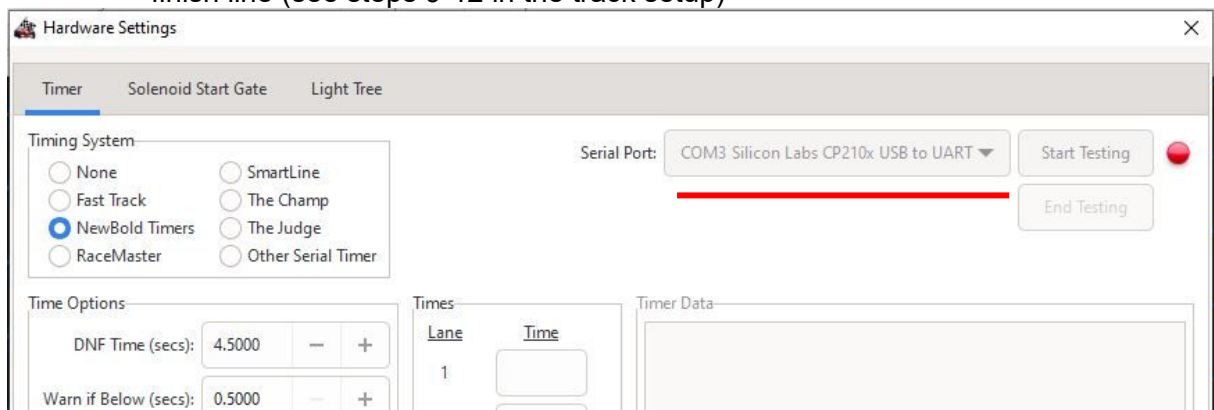 finish line (see steps 9-12 in the track setup)
Hardware Settings
Timer Solenoid Start Gate Light Tree
Timing System
None SmartLine
Fast Track The Champ
NewBold Timers The Judge
RaceMaster Other Serial Timer
Serial Port: COM3 Silicon Labs CP210x USB to UART Start Testing
End Testing
Time Options
DNF Time (secs): 4.5000 − +
Warn if Below (secs): 0.5000 − +
Times
Lane Time
1
Timer Data